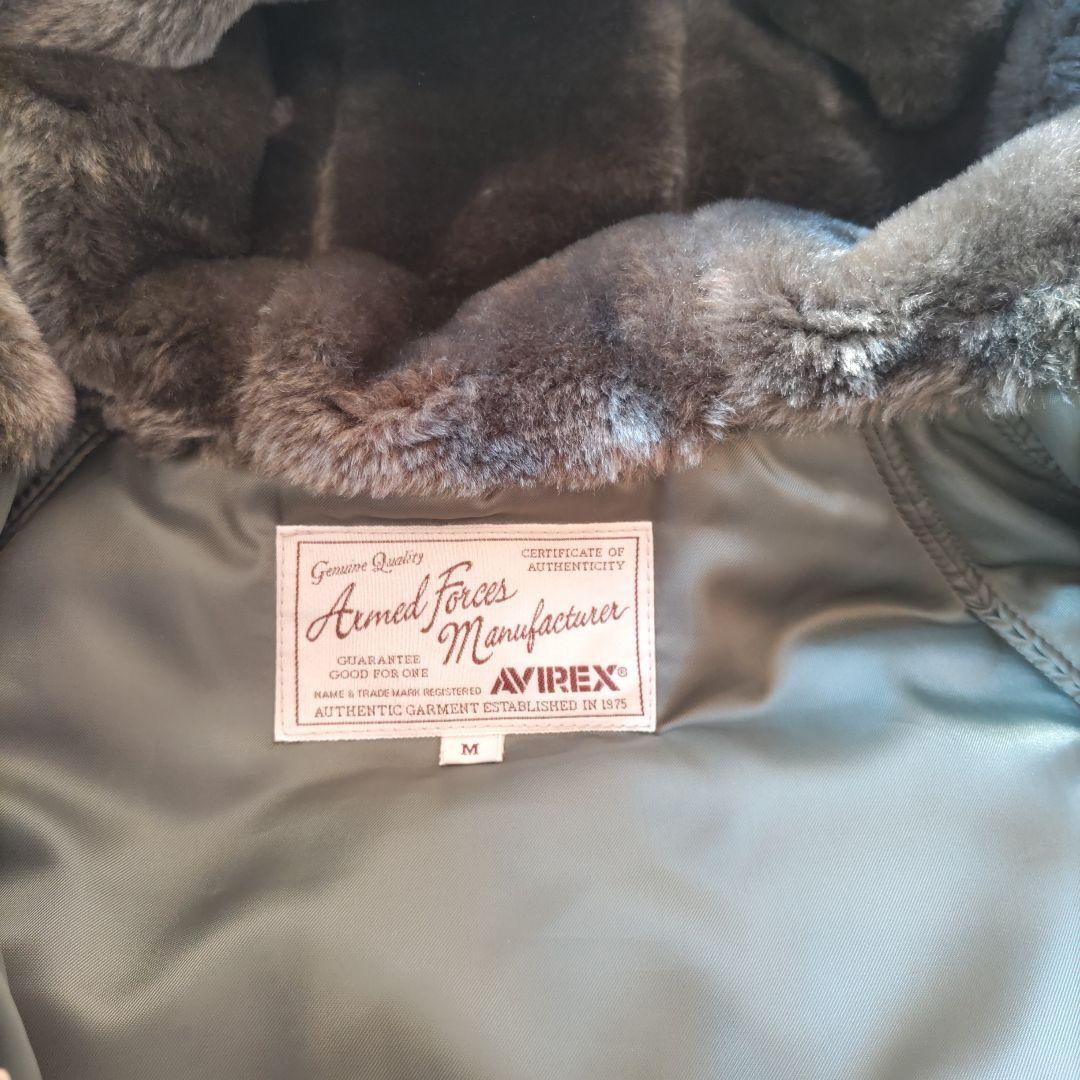 Genuine Quality
CERTIFICATE OF
AUTHENTICITY
Armed Forces
Manufacturer
GUARANTEE
GOOD FOR ONE
NAME & TRADE MARK REGISTERED AVIREX®
AUTHENTIC GARMENT ESTABLISHED IN 1975
M